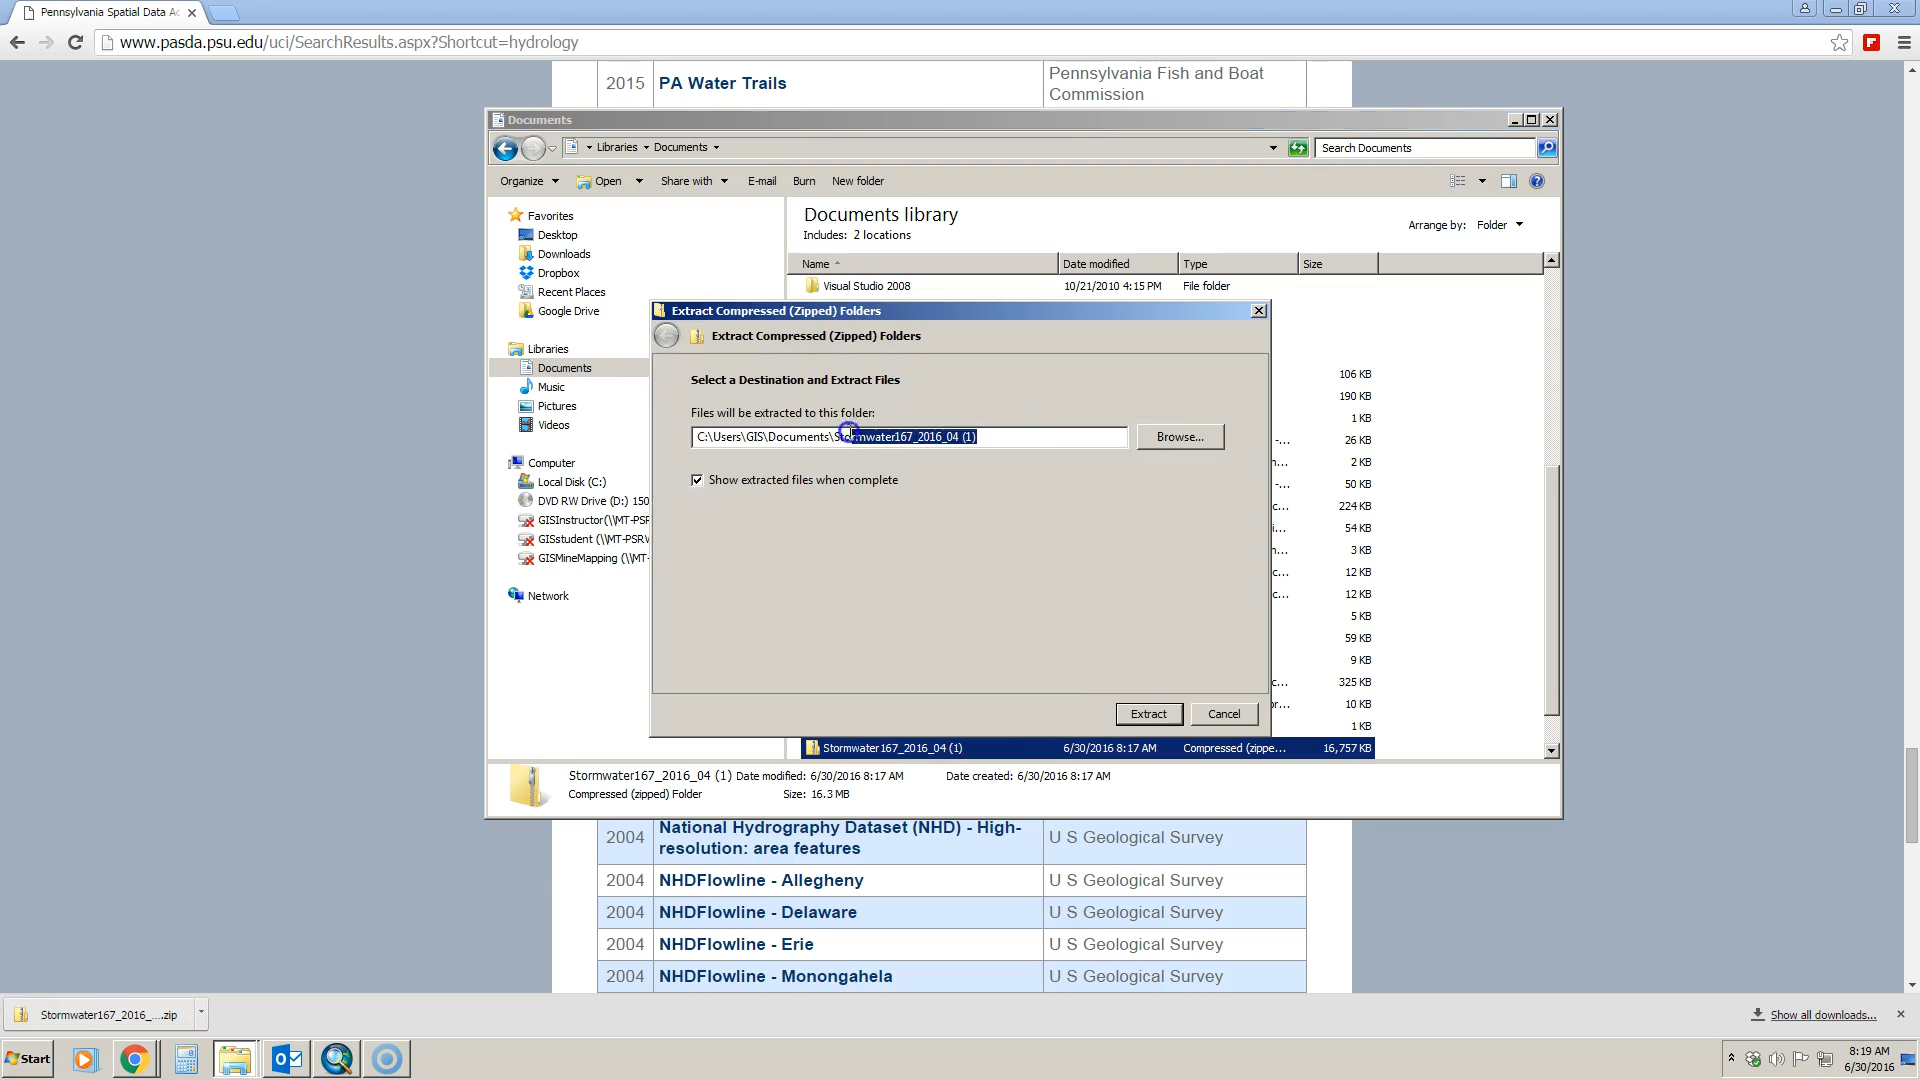 Pennsylvania Spatial Data Ac
www.pasda.psu.edu/uci/SearchResults.aspx?Shortcut=hydrology
2015 PA Water Trails
Pennsylvania Fish and Boat
Commission
Documents
Libraries Documents
Search Documents
Organize Open Share with E-mail Burn New folder
Favorites
Desktop
Downloads
Dropbox
Recent Places
Google Drive
Libraries
Documents
Music
Pictures
Videos
Computer
Local Disk (C:)
DVD RW Drive (D:) 150
GISInstructor(\\MT-PSR
GISstudent (\\MT-PSRV
GISMineMapping (\\MT-
Network
Documents library
Includes: 2 locations
Arrange by: Folder
Name Date modified Type Size
Visual Studio 2008 10/21/2010 4:15 PM File folder
Extract Compressed (Zipped) Folders
Extract Compressed (Zipped) Folders
Select a Destination and Extract Files
Files will be extracted to this folder:
C:\Users\GIS\Documents\Stormwater167_2016_04 (1)
Browse...
Show extracted files when complete
Extract Cancel
106 KB
190 KB
1 KB
-... 26 KB
n... 2 KB
-... 50 KB
c... 224 KB
i... 54 KB
n... 3 KB
c... 12 KB
c... 12 KB
5 KB
59 KB
9 KB
c... 325 KB
or... 10 KB
1 KB
Stormwater167_2016_04 (1) 6/30/2016 8:17 AM Compressed (zippe... 16,757 KB
Stormwater167_2016_04 (1) Date modified: 6/30/2016 8:17 AM Date created: 6/30/2016 8:17 AM
Compressed (zipped) Folder Size: 16.3 MB
2004 National Hydrography Dataset (NHD) - High-
resolution: area features
U S Geological Survey
2004 NHDFlowline - Allegheny U S Geological Survey
2004 NHDFlowline - Delaware U S Geological Survey
2004 NHDFlowline - Erie U S Geological Survey
2004 NHDFlowline - Monongahela U S Geological Survey
Stormwater167_2016_....zip
Show all downloads...
Start
8:19 AM
6/30/2016